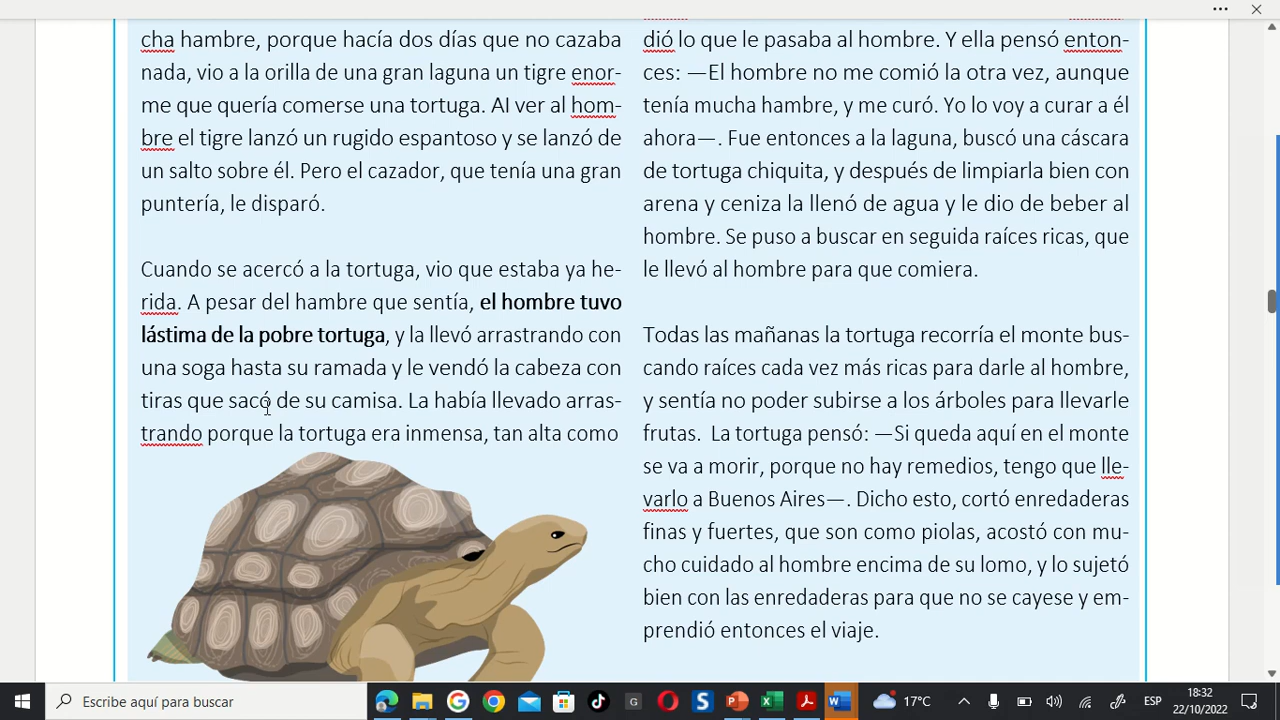 cha hambre, porque hacía dos días que no cazaba
nada, vio a la orilla de una gran laguna un tigre enor-
me que quería comerse una tortuga. AI ver al hom-
bre el tigre lanzó un rugido espantoso y se lanzó de
un salto sobre él. Pero el cazador, que tenía una gran
puntería, le disparó.
Cuando se acercó a la tortuga, vio que estaba ya he-
rida. A pesar del hambre que sentía, el hombre tuvo
lástima de la pobre tortuga, y la llevó arrastrando con
una soga hasta su ramada y le vendó la cabeza con
tiras que sacó de su camisa. La había llevado arras-
trando porque la tortuga era inmensa, tan alta como
dió lo que le pasaba al hombre. Y ella pensó enton-
ces: —El hombre no me comió la otra vez, aunque
tenía mucha hambre, y me curó. Yo lo voy a curar a él
ahora—. Fue entonces a la laguna, buscó una cáscara
de tortuga chiquita, y después de limpiarla bien con
arena y ceniza la llenó de agua y le dio de beber al
hombre. Se puso a buscar en seguida raíces ricas, que
le llevó al hombre para que comiera.
Todas las mañanas la tortuga recorría el monte bus-
cando raíces cada vez más ricas para darle al hombre,
y sentía no poder subirse a los árboles para llevarle
frutas.  La tortuga pensó: —Si queda aquí en el monte
se va a morir, porque no hay remedios, tengo que lle-
varlo a Buenos Aires—. Dicho esto, cortó enredaderas
finas y fuertes, que son como piolas, acostó con mu-
cho cuidado al hombre encima de su lomo, y lo sujetó
bien con las enredaderas para que no se cayese y em-
prendió entonces el viaje.
Escribe aquí para buscar
17°C
ESP
18:32
22/10/2022